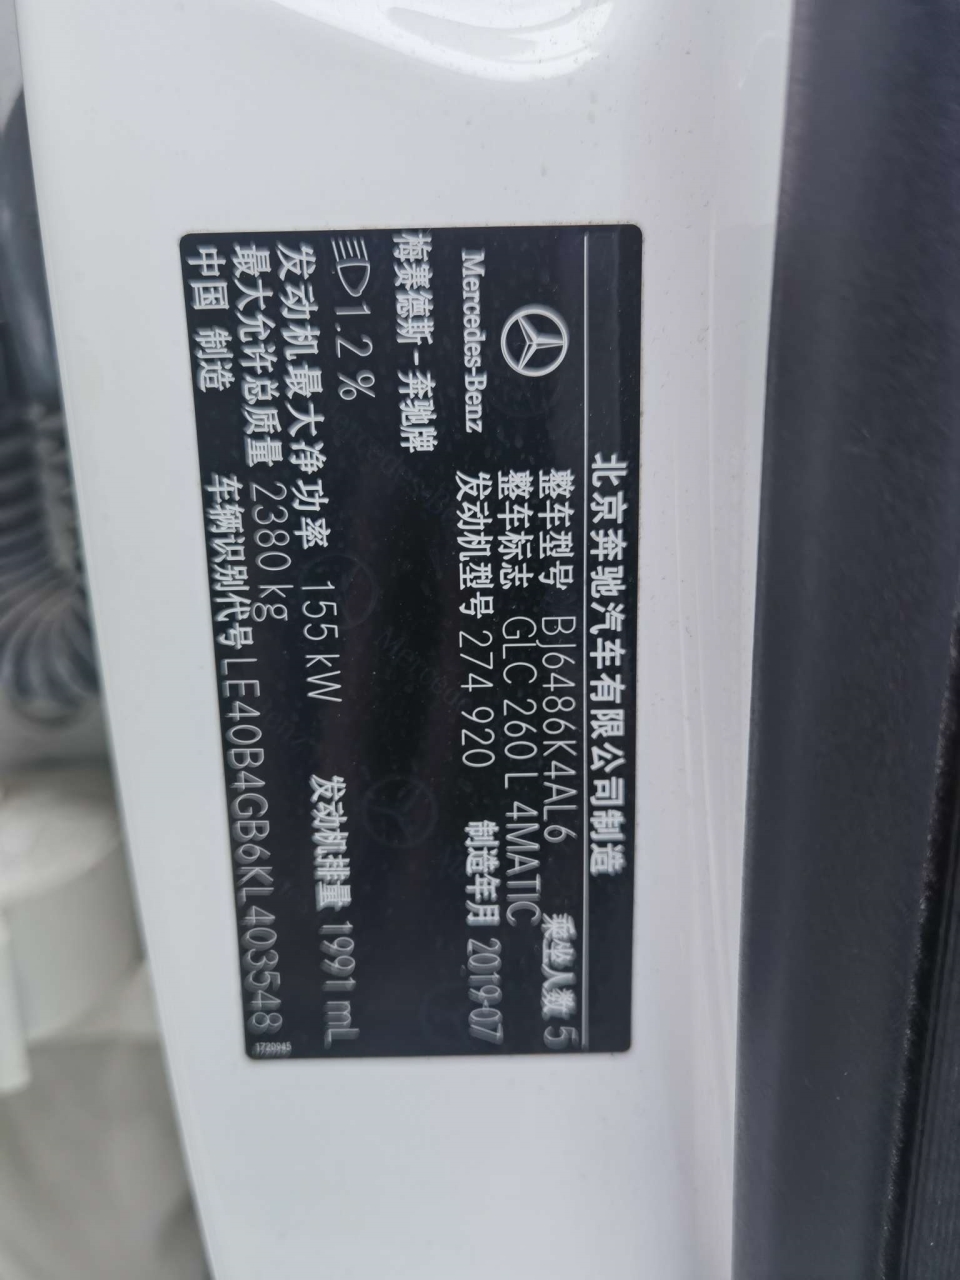 北京奔驰汽车有限公司制造
Mercedes-Benz
整车型号 BJ6486K4AL6 乘坐人数 5
整车标志 GLC 260 L 4MATIC
发动机型号 274 920 制造年月 2019-07
梅赛德斯-奔驰牌
1.2 %
发动机最大净功率 155 kW 发动机排量 1991 mL
最大允许总质量 2380 kg
中国 制造 车辆识别代号 LE40B4GB6KL403548
1720945